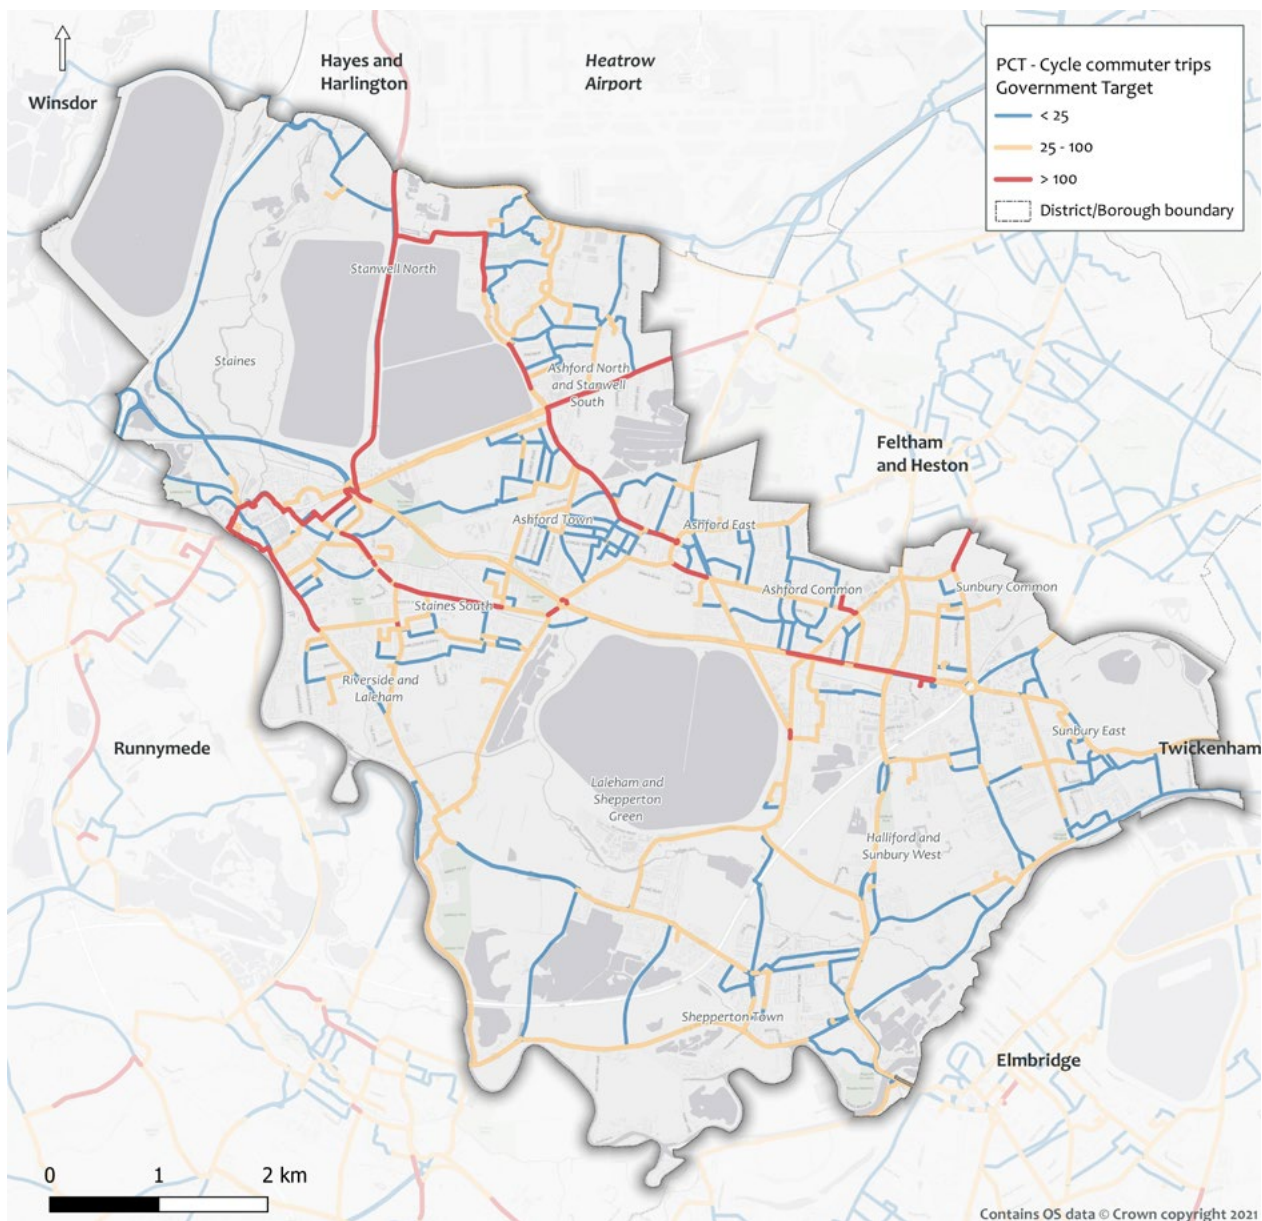 Hayes and
Harlington
Heatrow
Airport
Winsdor
PCT - Cycle commuter trips
Government Target
< 25
25 - 100
> 100
District/Borough boundary
Stanwell North
Staines
Ashford North
and Stanwell
South
Feltham
and Heston
Ashford Town
Ashford East
Ashford Common
Sunbury Common
Staines South
Riverside and
Laleham
Runnymede
Sunbury East
Twickenham
Laleham and
Shepperton
Green
Halliford and
Sunbury West
Shepperton Town
Elmbridge
0 1 2 km
Contains OS data © Crown copyright 2021